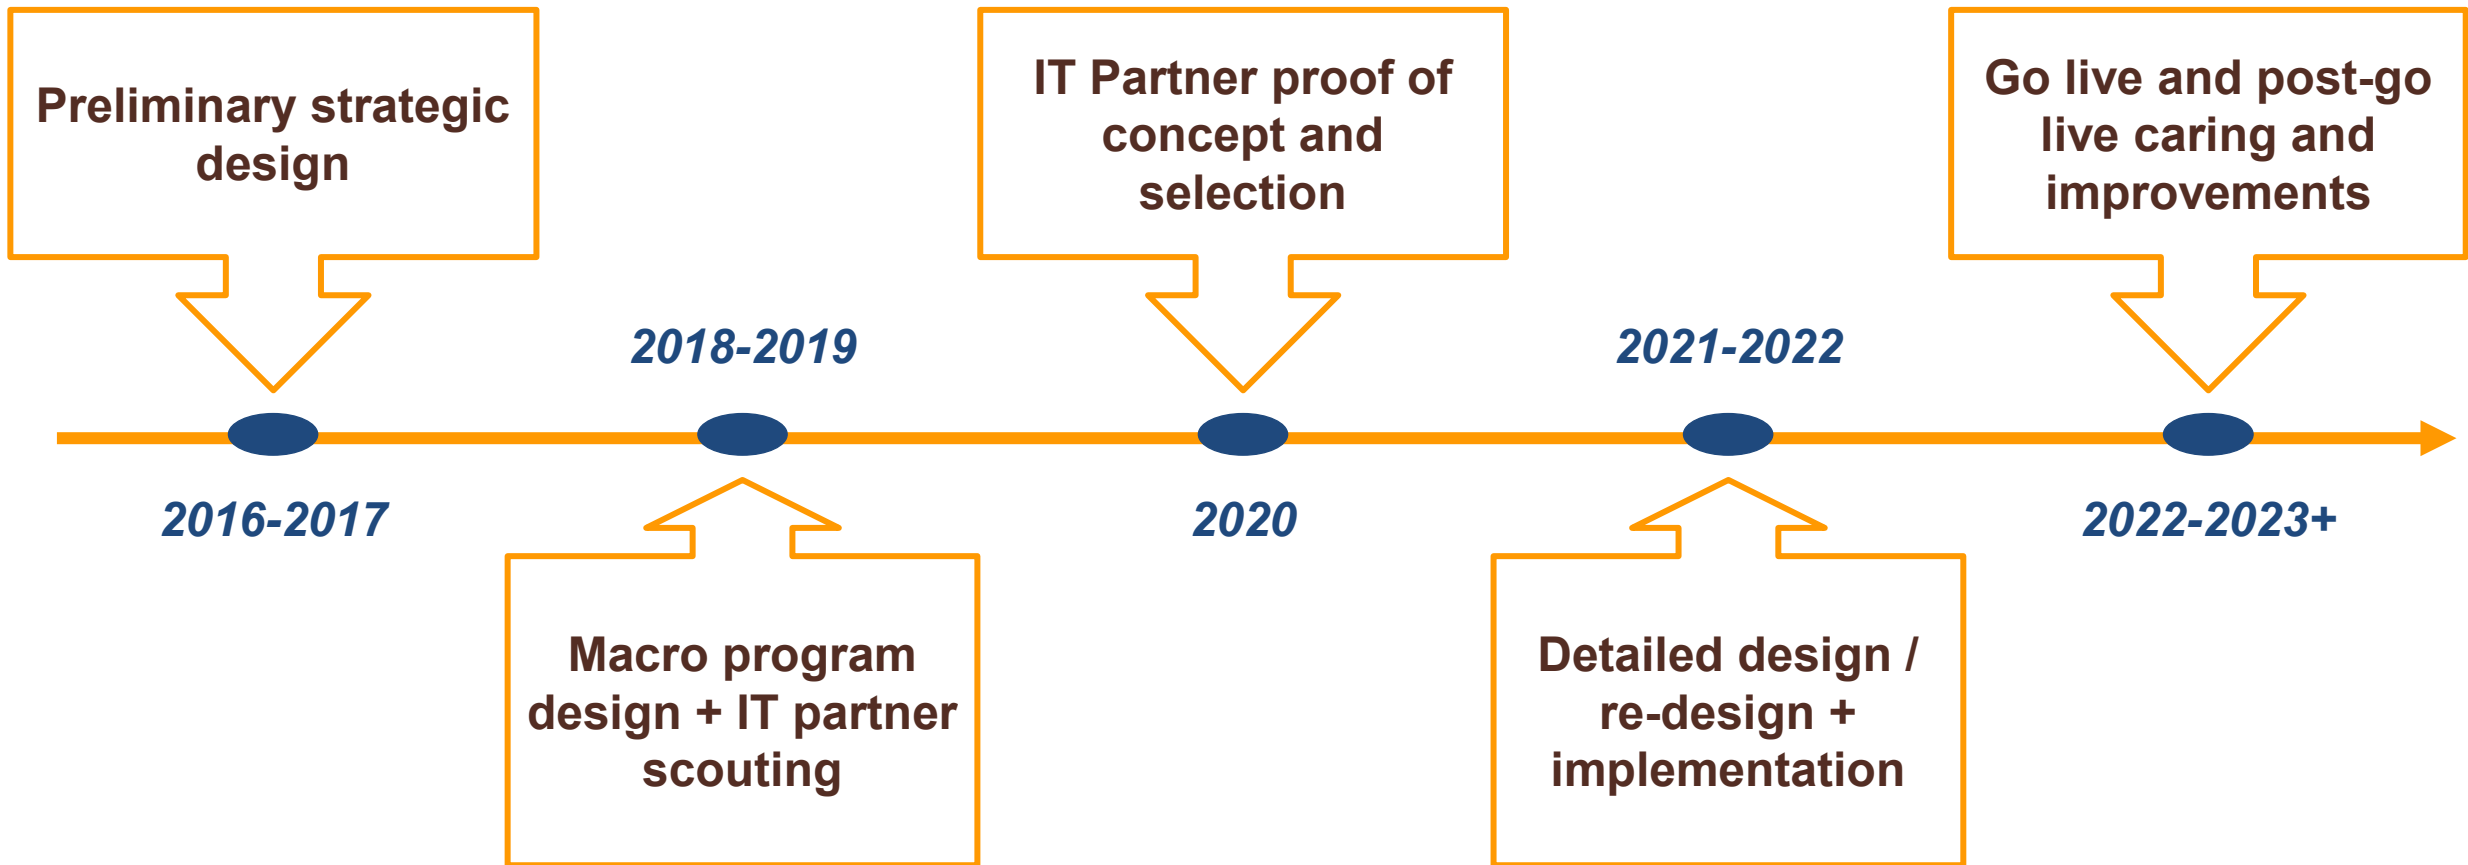 Preliminary strategic
design
2016-2017
2018-2019
Macro program
design + IT partner
scouting
IT Partner proof of
concept and
selection
2020
2021-2022
Detailed design /
re-design +
implementation
Go live and post-go
live caring and
improvements
2022-2023+